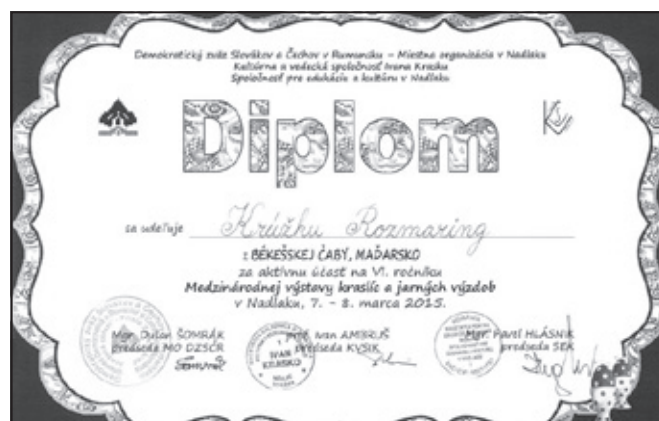 Demokratický zväz Slovákov a Čechov v Rumunsku – Miestna organizácia v Nadlaku
Kultúrna a vedecká spoločnosť Ivana Krasku
Spoločnosť pre edukáciu a kultúru v Nadlaku
Diplom
sa udeľuje Krúžku Rozmaring
z BÉKEŠSKEJ ČABY, MAĎARSKO
za aktívnu účasť na VI. ročníku
Medzinárodnej výstavy kraslíc a jarných výzdob
v Nadlaku, 7. - 8. marca 2015.
Mgr. Dušan ŠOMRÁK
predseda MO DZSČR
Prof. Ivan AMBRUŠ
predseda KVSIK
Mgr. Pavel HLÁSNIK
predseda SEK
IVAN
KRASKO